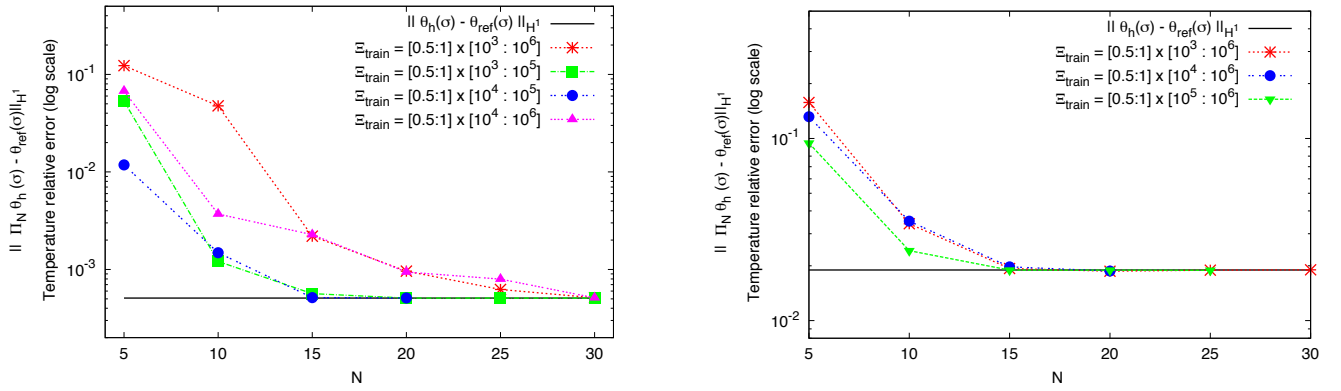 || θh(σ) - θref(σ) ||H¹
Ξtrain = [0.5:1] x [10³ : 10⁶]
Ξtrain = [0.5:1] x [10³ : 10⁵]
Ξtrain = [0.5:1] x [10⁴ : 10⁵]
Ξtrain = [0.5:1] x [10⁴ : 10⁶]
10⁻¹
10⁻²
10⁻³
5 10 15 20 25 30
N
|| ΠN θh (σ) - θref(σ)||H¹
Temperature relative error (log scale)
|| θh(σ) - θref(σ) ||H¹
Ξtrain = [0.5:1] x [10³ : 10⁶]
Ξtrain = [0.5:1] x [10⁴ : 10⁶]
Ξtrain = [0.5:1] x [10⁵ : 10⁶]
10⁻¹
10⁻²
5 10 15 20 25 30
N
|| ΠN θh (σ) - θref(σ)||H¹
Temperature relative error (log scale)